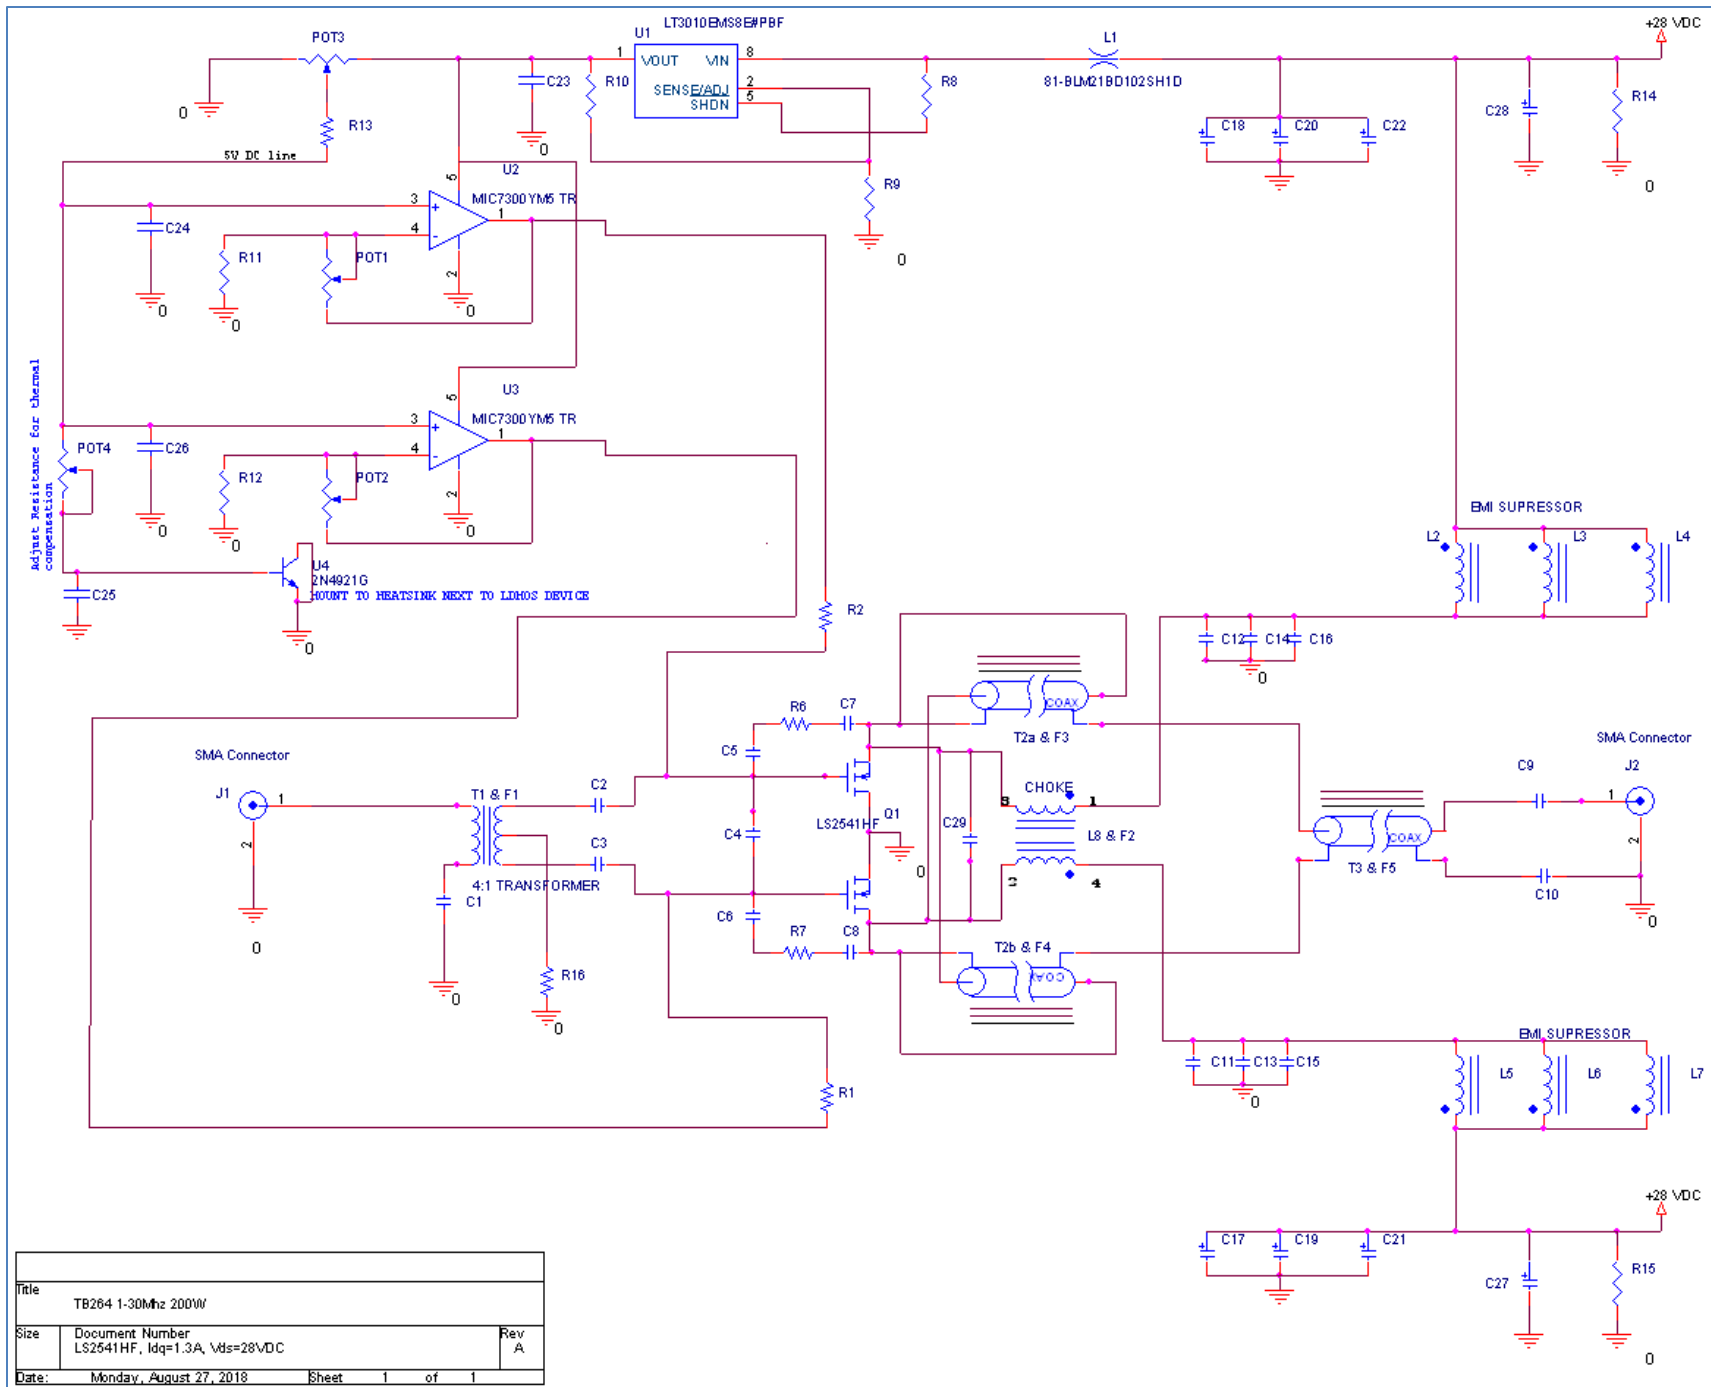 LT3010EMS8E#PBF
+28 VDC
POT3
U1
L1
1
VOUT
VIN
8
C23
R10
SENSE/ADJ
2
SHDN
5
R8
81-BLM21BD102SH1D
R14
C28
0
R13
C18
C20
C22
0
5V DC line
U2
0
R9
5
MIC7300YM5 TR
3
+
1
C24
4
-
R11
POT1
2
0
0
0
0
U3
Adjust Resistance for thermal
compensation
5
MIC7300YM5 TR
3
+
1
POT4
C26
4
-
R12
POT2
2
0
0
0
EMI SUPRESSOR
L2
L3
L4
U4
2N4921G
C25
MOUNT TO HEATSINK NEXT TO LDMOS DEVICE
R2
0
C12
C14
C16
0
R6
C7
COAX
T2a & F3
C5
SMA Connector
SMA Connector
J1
1
T1 & F1
C2
CHOKE
C9
J2
1
Q1
LS2541HF
C29
1
C4
L8 & F2
COAX
2
C3
2
4:1 TRANSFORMER
0
4
T3 & F5
C1
C6
C10
0
R7
C8
T2b & F4
0
R16
COAX
0
0
EMI SUPRESSOR
C11
C13
C15
L5
L6
L7
R1
0
+28 VDC
C17
C19
C21
C27
R15
0
Title
TB264 1-30Mhz 200W
Size
Document Number
Rev
LS2541HF, Idq=1.3A, Vds=28VDC
A
Date:
Monday, August 27, 2018
Sheet
1
of
1